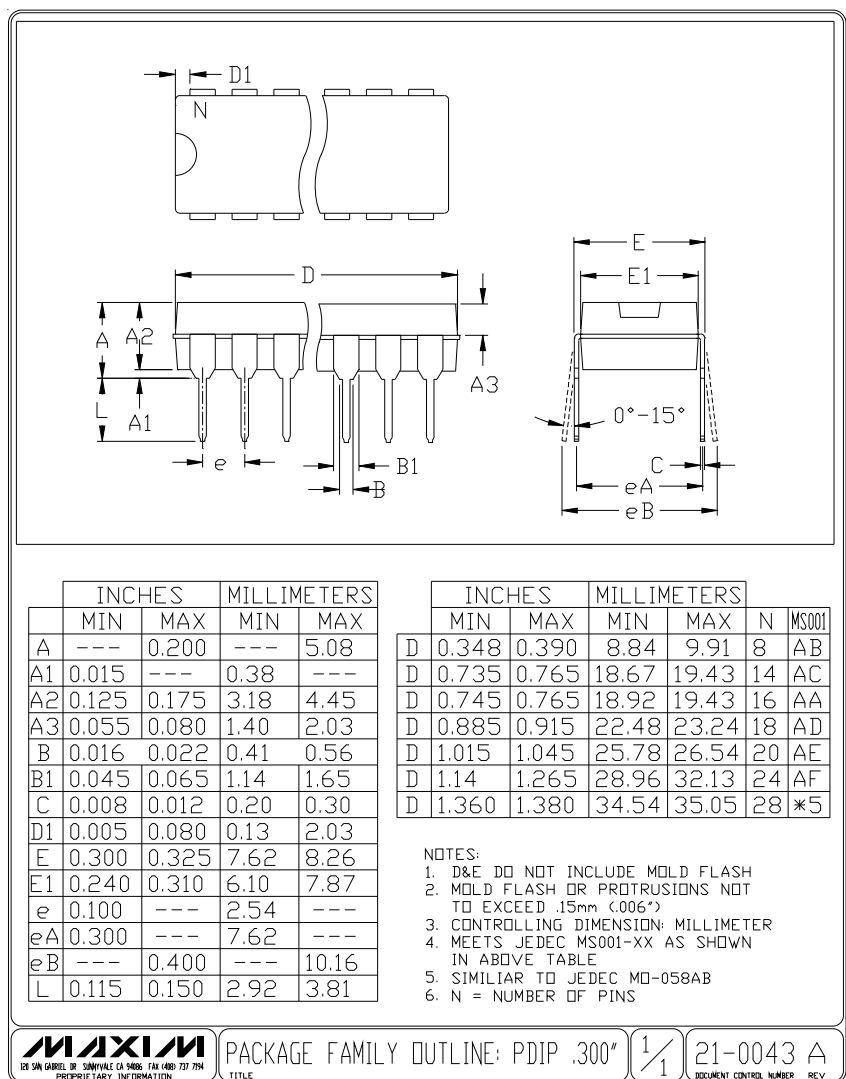 D1
N
D
E
E1
A
A2
A3
L
A1
0°-15°
e
B1
B
C
eA
eB
INCHES MILLIMETERS
MIN MAX MIN MAX
A --- 0.200 --- 5.08
A1 0.015 --- 0.38 ---
A2 0.125 0.175 3.18 4.45
A3 0.055 0.080 1.40 2.03
B 0.016 0.022 0.41 0.56
B1 0.045 0.065 1.14 1.65
C 0.008 0.012 0.20 0.30
D1 0.005 0.080 0.13 2.03
E 0.300 0.325 7.62 8.26
E1 0.240 0.310 6.10 7.87
e 0.100 --- 2.54 ---
eA 0.300 --- 7.62 ---
eB --- 0.400 --- 10.16
L 0.115 0.150 2.92 3.81
INCHES MILLIMETERS
MIN MAX MIN MAX N MS001
D 0.348 0.390 8.84 9.91 8 AB
D 0.735 0.765 18.67 19.43 14 AC
D 0.745 0.765 18.92 19.43 16 AA
D 0.885 0.915 22.48 23.24 18 AD
D 1.015 1.045 25.78 26.54 20 AE
D 1.14 1.265 28.96 32.13 24 AF
D 1.360 1.380 34.54 35.05 28 *5
NOTES:
1. D&E DO NOT INCLUDE MOLD FLASH
2. MOLD FLASH OR PROTRUSIONS NOT
TO EXCEED .15mm (.006")
3. CONTROLLING DIMENSION: MILLIMETER
4. MEETS JEDEC MS001-XX AS SHOWN
IN ABOVE TABLE
5. SIMILIAR TO JEDEC MO-058AB
6. N = NUMBER OF PINS
MAXIM
120 SAN GABRIEL DR SUNNYVALE CA 94086 FAX (408) 737 7194
PROPRIETARY INFORMATION
PACKAGE FAMILY OUTLINE: PDIP .300"
TITLE
1/1
21-0043 A
DOCUMENT CONTROL NUMBER REV